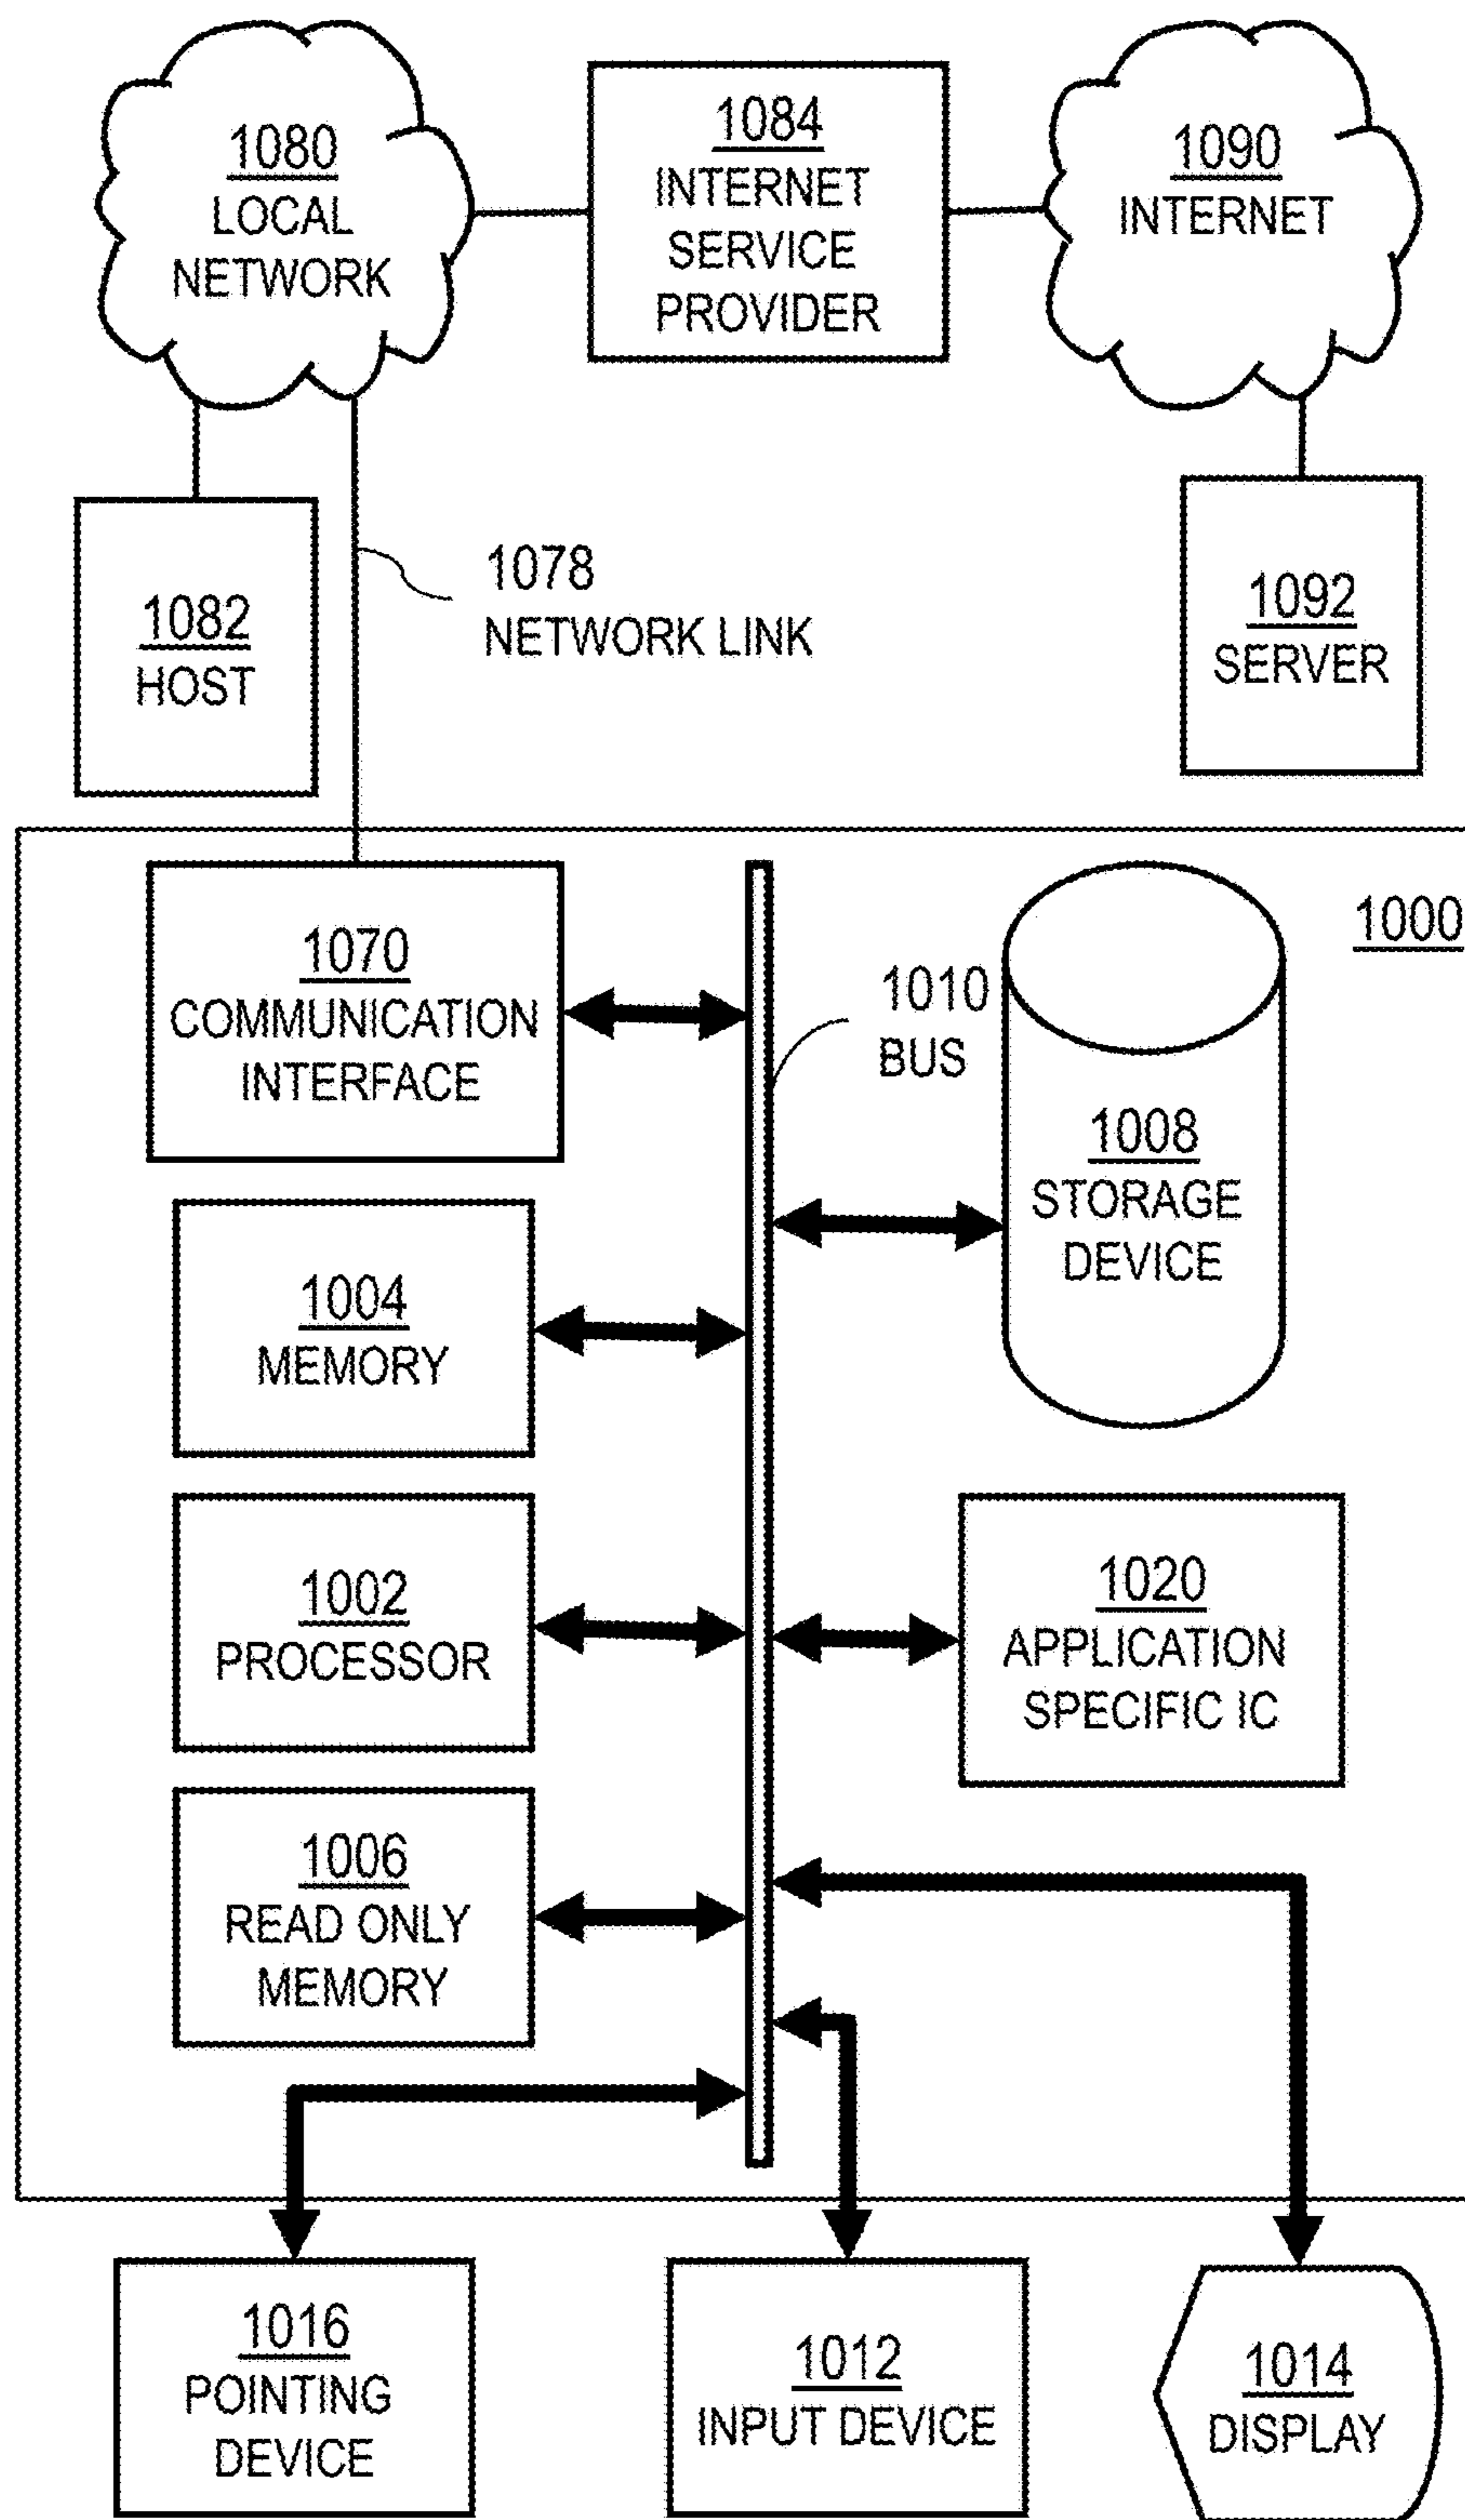 1080
LOCAL
NETWORK
1084
INTERNET
SERVICE
PROVIDER
1090
INTERNET
1082
HOST
1078
NETWORK LINK
1092
SERVER
1000
1070
COMMUNICATION
INTERFACE
1010
BUS
1008
STORAGE
DEVICE
1004
MEMORY
1002
PROCESSOR
1020
APPLICATION
SPECIFIC IC
1006
READ ONLY
MEMORY
1016
POINTING
DEVICE
1012
INPUT DEVICE
1014
DISPLAY